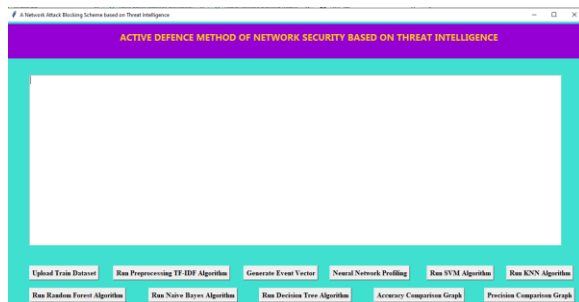 A Network Attack Blocking Scheme based on Threat Intelligence
ACTIVE DEFENCE METHOD OF NETWORK SECURITY BASED ON THREAT INTELLIGENCE
Upload Train Dataset Run Preprocessing TF-IDF Algorithm Generate Event Vector Neural Network Profiling Run SVM Algorithm Run KNN Algorithm
Run Random Forest Algorithm Run Naive Bayes Algorithm Run Decision Tree Algorithm Accuracy Comparison Graph Precision Comparison Graph